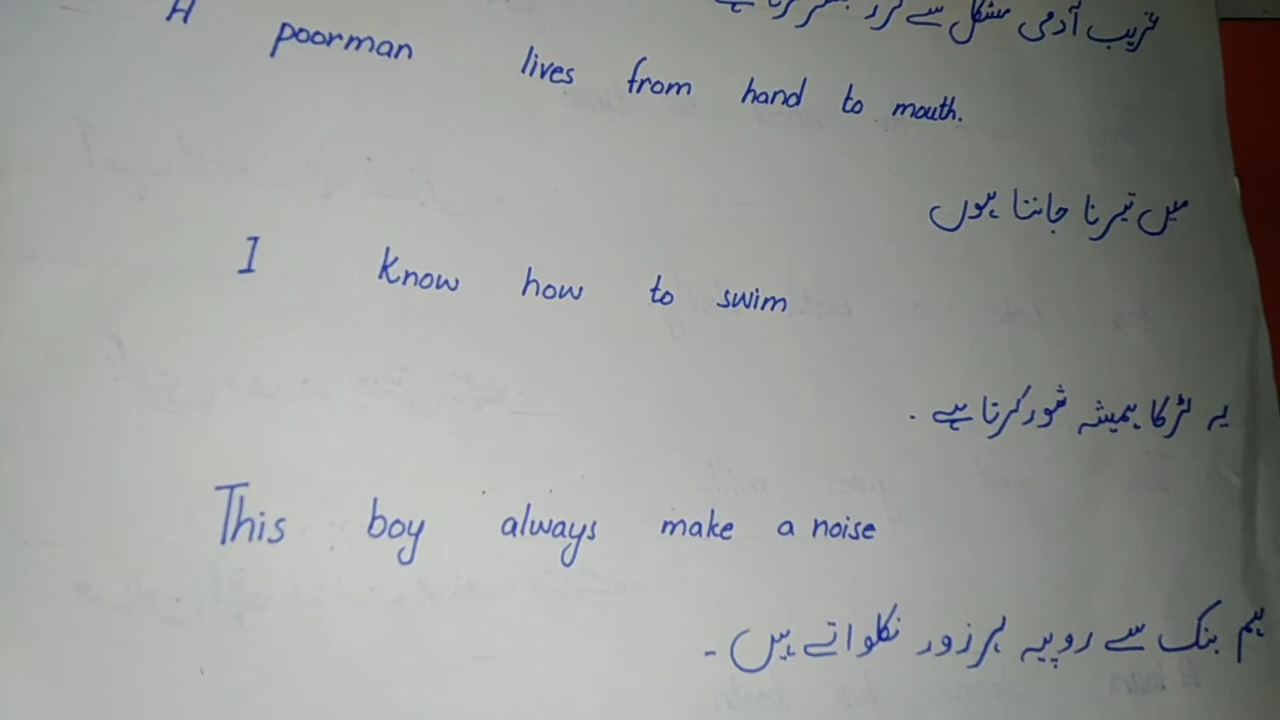 غریب آدمی مشکل سے گزر بسر کرتا ہے
A poorman lives from hand to mouth.
میں تیرنا جانتا ہوں
I know how to swim
یہ لڑکا ہمیشہ شور کرتا ہے .
This boy always make a noise
ہم بنک سے روپیہ ہر زور نکلواتے ہیں ۔